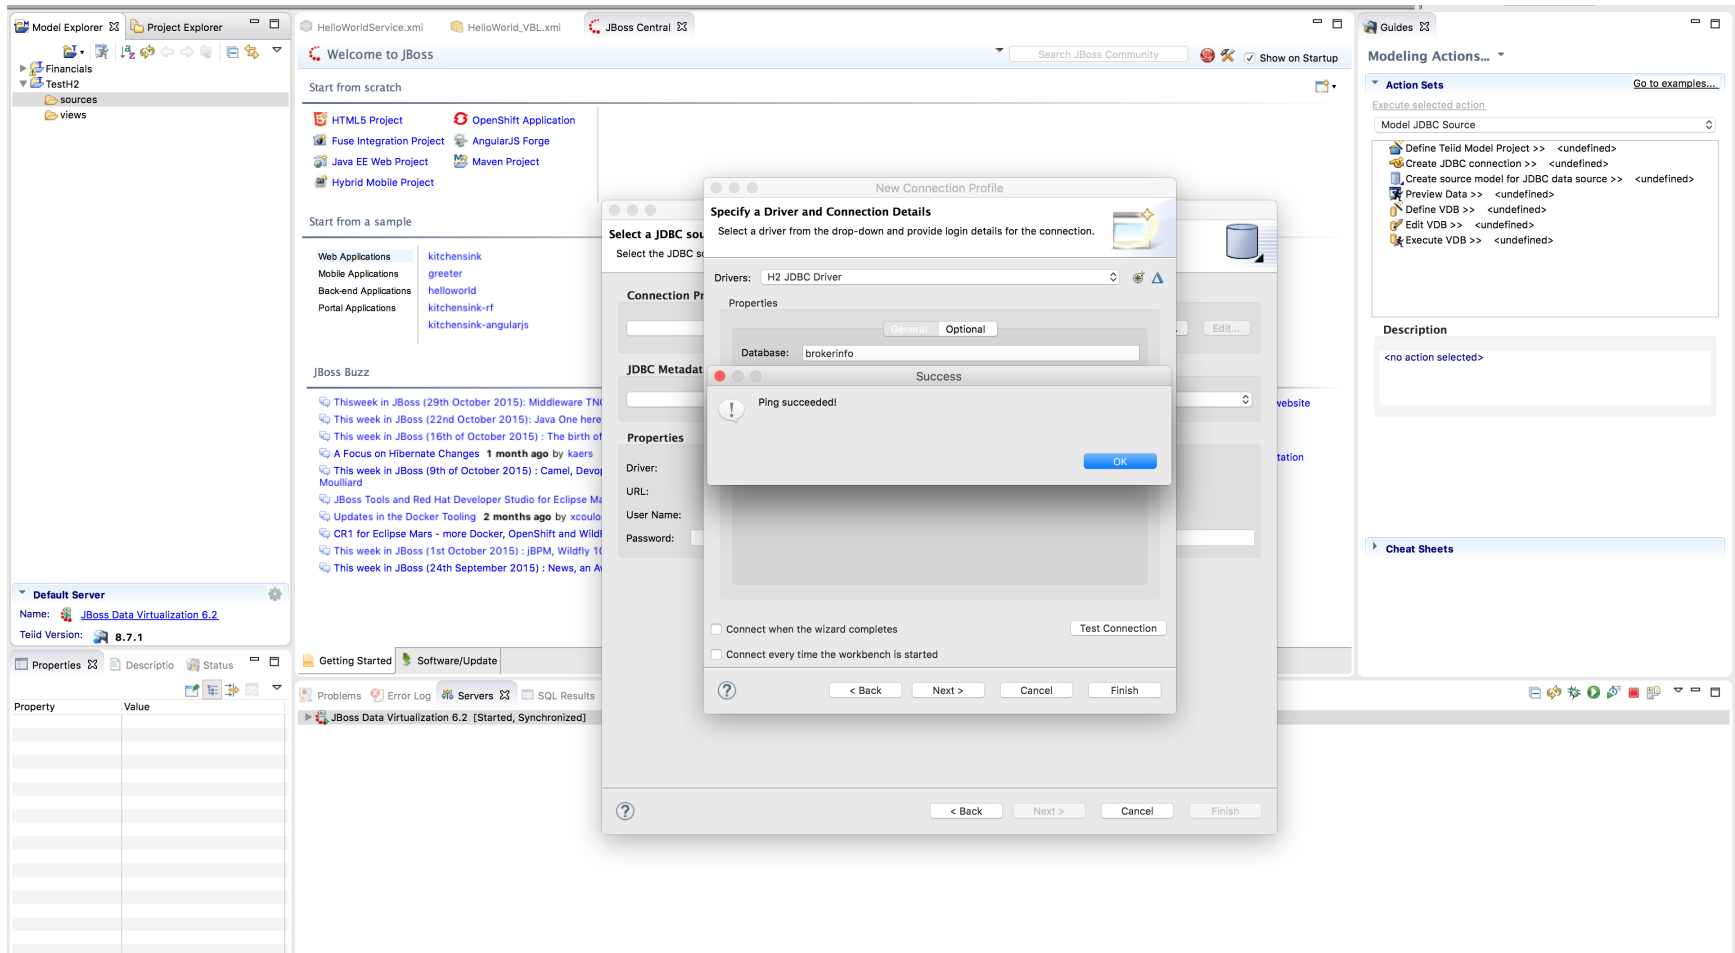 Model Explorer
Project Explorer
Financials
TestH2
sources
views
Default Server
Name: JBoss Data Virtualization 6.2
Teiid Version: 8.7.1
Properties
Descriptio
Status
Property Value
HelloWorldService.xmi
HelloWorld_VBL.xmi
JBoss Central
Welcome to JBoss
Search JBoss Community
Show on Startup
Start from scratch
HTML5 Project
OpenShift Application
Fuse Integration Project
AngularJS Forge
Java EE Web Project
Maven Project
Hybrid Mobile Project
Start from a sample
Web Applications
Mobile Applications
Back-end Applications
Portal Applications
kitchensink
greeter
helloworld
kitchensink-rf
kitchensink-angularjs
JBoss Buzz
Thisweek in JBoss (29th October 2015): Middleware TN
This week in JBoss (22nd October 2015): Java One here
This week in JBoss (16th of October 2015) : The birth of
A Focus on Hibernate Changes 1 month ago by kaers
This week in JBoss (9th of October 2015) : Camel, Devop
Moulliard
JBoss Tools and Red Hat Developer Studio for Eclipse Ma
Updates in the Docker Tooling 2 months ago by xcoulo
CR1 for Eclipse Mars - more Docker, OpenShift and Wildf
This week in JBoss (1st October 2015) : jBPM, Wildfly 10
This week in JBoss (24th September 2015) : News, an A
website
tation
Getting Started
Software/Update
Problems
Error Log
Servers
SQL Results
JBoss Data Virtualization 6.2 [Started, Synchronized]
Select a JDBC sou
Select the JDBC s
Connection Pr
Edit...
JDBC Metadat
Properties
Driver:
URL:
User Name:
Password:
< Back
Next >
Cancel
Finish
New Connection Profile
Specify a Driver and Connection Details
Select a driver from the drop-down and provide login details for the connection.
Drivers: H2 JDBC Driver
Properties
General
Optional
Database: brokerinfo
Success
Ping succeeded!
OK
Connect when the wizard completes
Test Connection
Connect every time the workbench is started
< Back
Next >
Cancel
Finish
Guides
Modeling Actions...
Action Sets
Go to examples...
Execute selected action
Model JDBC Source
Define Teiid Model Project >> <undefined>
Create JDBC connection >> <undefined>
Create source model for JDBC data source >> <undefined>
Preview Data >> <undefined>
Define VDB >> <undefined>
Edit VDB >> <undefined>
Execute VDB >> <undefined>
Description
<no action selected>
Cheat Sheets